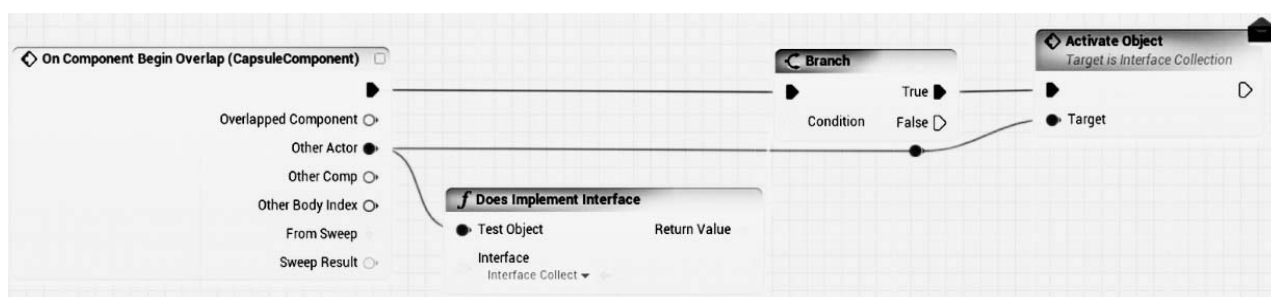 On Component Begin Overlap (CapsuleComponent)
Overlapped Component
Other Actor
Other Comp
Other Body Index
From Sweep
Sweep Result
f Does Implement Interface
Test Object
Return Value
Interface
Interface Collect
Branch
True
Condition
False
Activate Object
Target is Interface Collection
Target